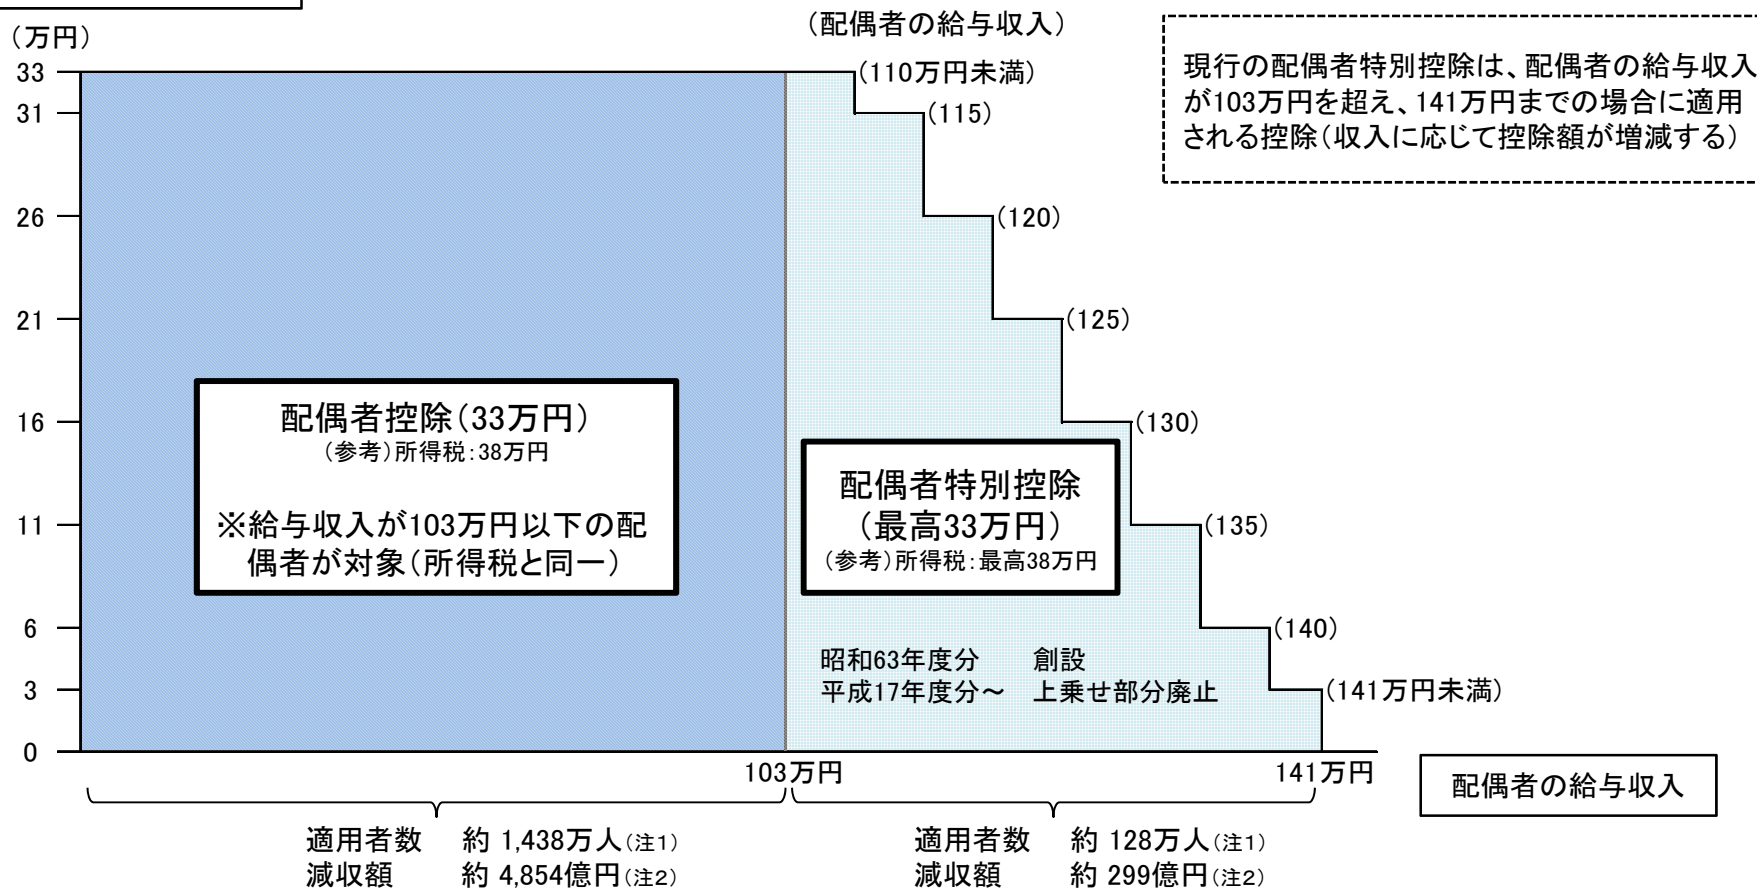 （万円）
（配偶者の給与収入）
現行の配偶者特別控除は、配偶者の給与収入
が103万円を超え、141万円までの場合に適用
される控除（収入に応じて控除額が増減する）
33
（110万円未満）
31
（115）
26
（120）
21
（125）
16
（130）
11
（135）
6
（140）
3
（141万円未満）
0
配偶者控除（33万円）
（参考）所得税：38万円
※給与収入が103万円以下の配
偶者が対象（所得税と同一）
配偶者特別控除
（最高33万円）
（参考）所得税：最高38万円
昭和63年度分　　創設
平成17年度分～　上乗せ部分廃止
103万円
141万円
配偶者の給与収入
適用者数　約 1,438万人（注1）
減収額　　約 4,854億円（注2）
適用者数　約 128万人（注1）
減収額　　約 299億円（注2）